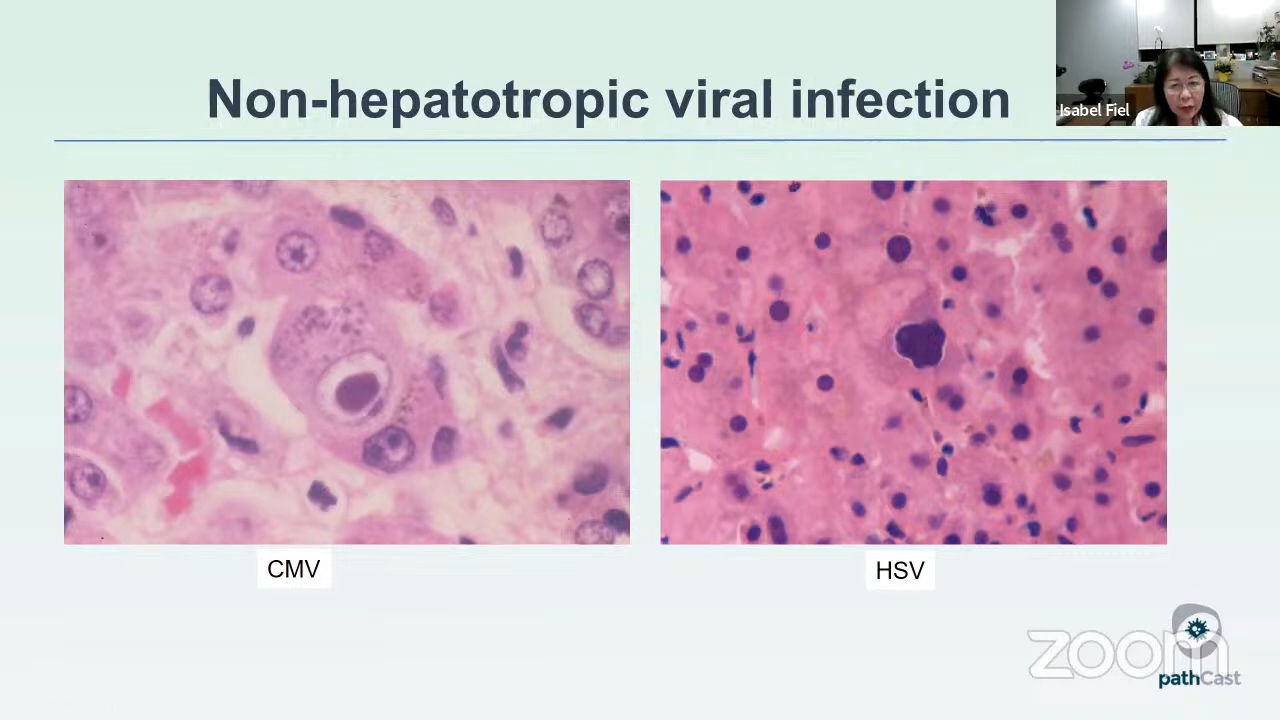 Non-hepatotropic viral infection
Isabel Fiel
CMV
HSV
zoom
pathCast